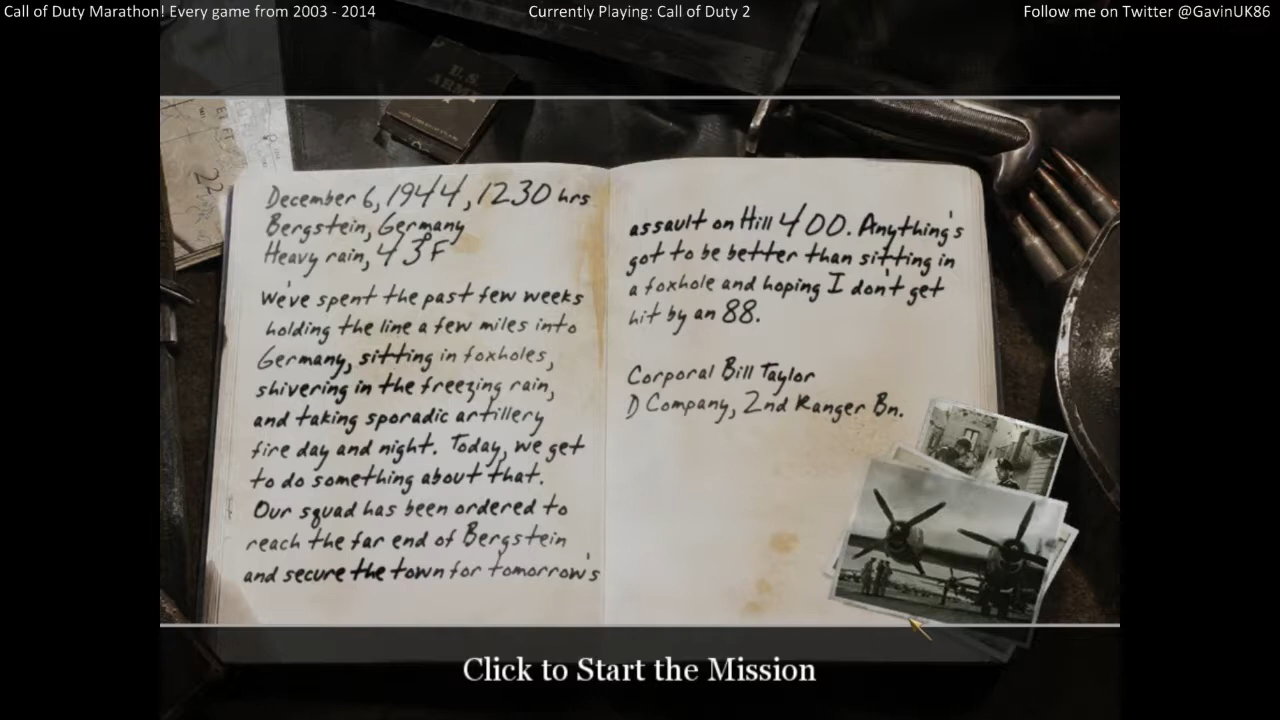 Call of Duty Marathon! Every game from 2003 - 2014
Currently Playing: Call of Duty 2
Follow me on Twitter @GavinUK86
U.S.
ARMY
December 6, 1944, 1230 hrs
Bergstein, Germany
Heavy rain, 43°F
We've spent the past few weeks
holding the line a few miles into
Germany, sitting in foxholes,
shivering in the freezing rain,
and taking sporadic artillery
fire day and night. Today, we get
to do something about that.
Our squad has been ordered to
reach the far end of Bergstein
and secure the town for tomorrow's
assault on Hill 400. Anything's
got to be better than sitting in
a foxhole and hoping I don't get
hit by an 88.
Corporal Bill Taylor
D Company, 2nd Ranger Bn.
Click to Start the Mission